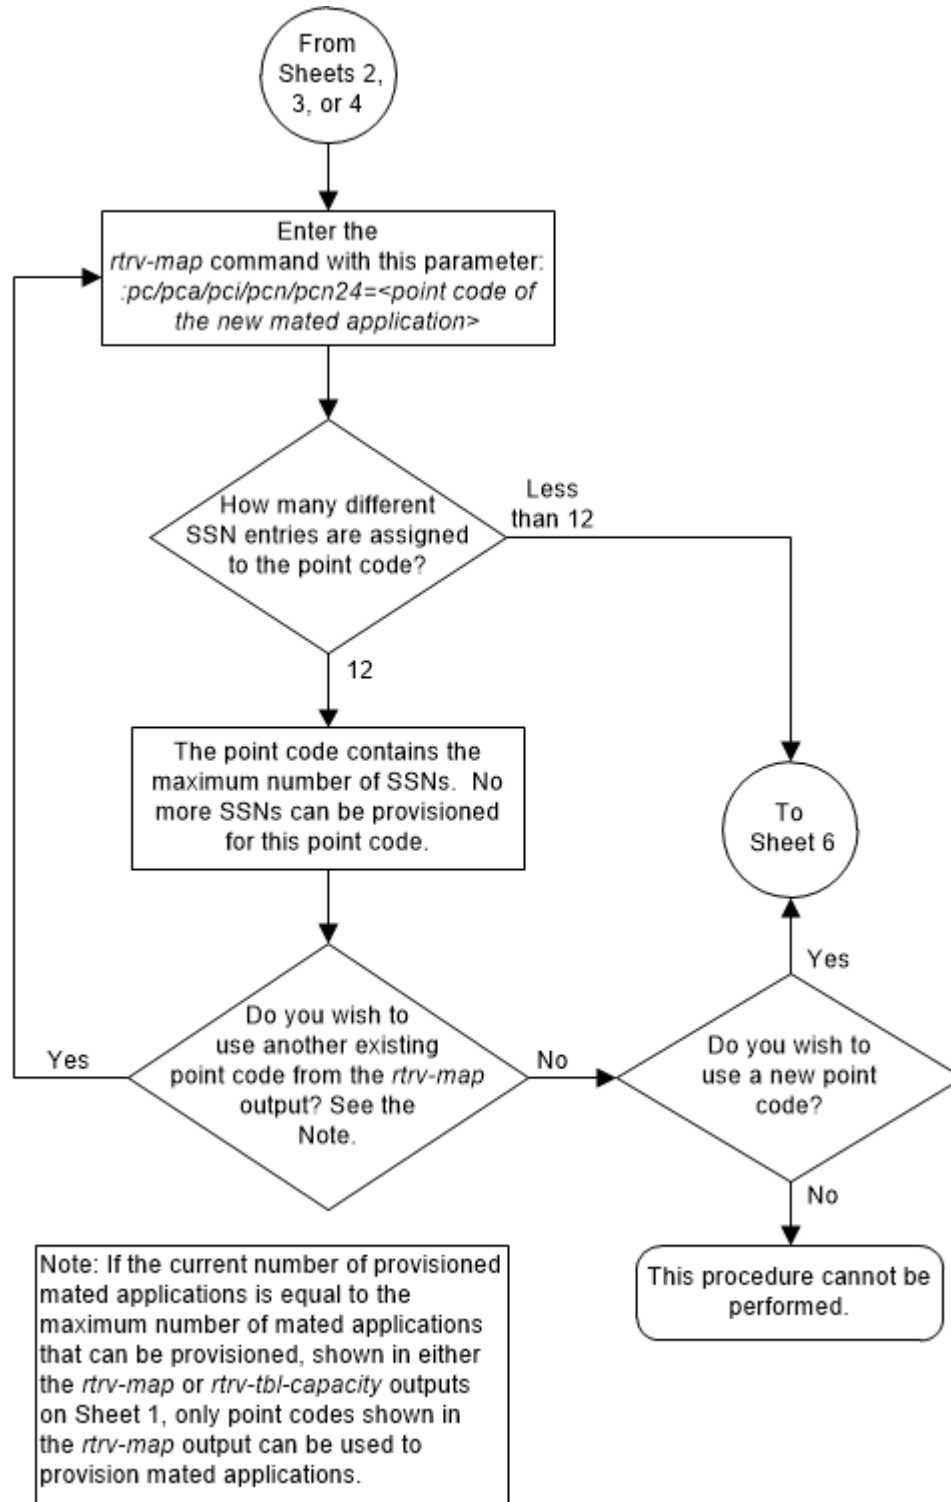 From
Sheets 2,
3, or 4
Enter the
rtrv-map command with this parameter:
:pc/pca/pci/pcn/pcn24=<point code of
the new mated application>
How many different
SSN entries are assigned
to the point code?
Less
than 12
12
The point code contains the
maximum number of SSNs.  No
more SSNs can be provisioned
for this point code.
To
Sheet 6
Do you wish to
use another existing
point code from the rtrv-map
output? See the
Note.
Yes
No
Do you wish to
use a new point
code?
Yes
No
This procedure cannot be
performed.
Note: If the current number of provisioned
mated applications is equal to the
maximum number of mated applications
that can be provisioned, shown in either
the rtrv-map or rtrv-tbl-capacity outputs
on Sheet 1, only point codes shown in
the rtrv-map output can be used to
provision mated applications.